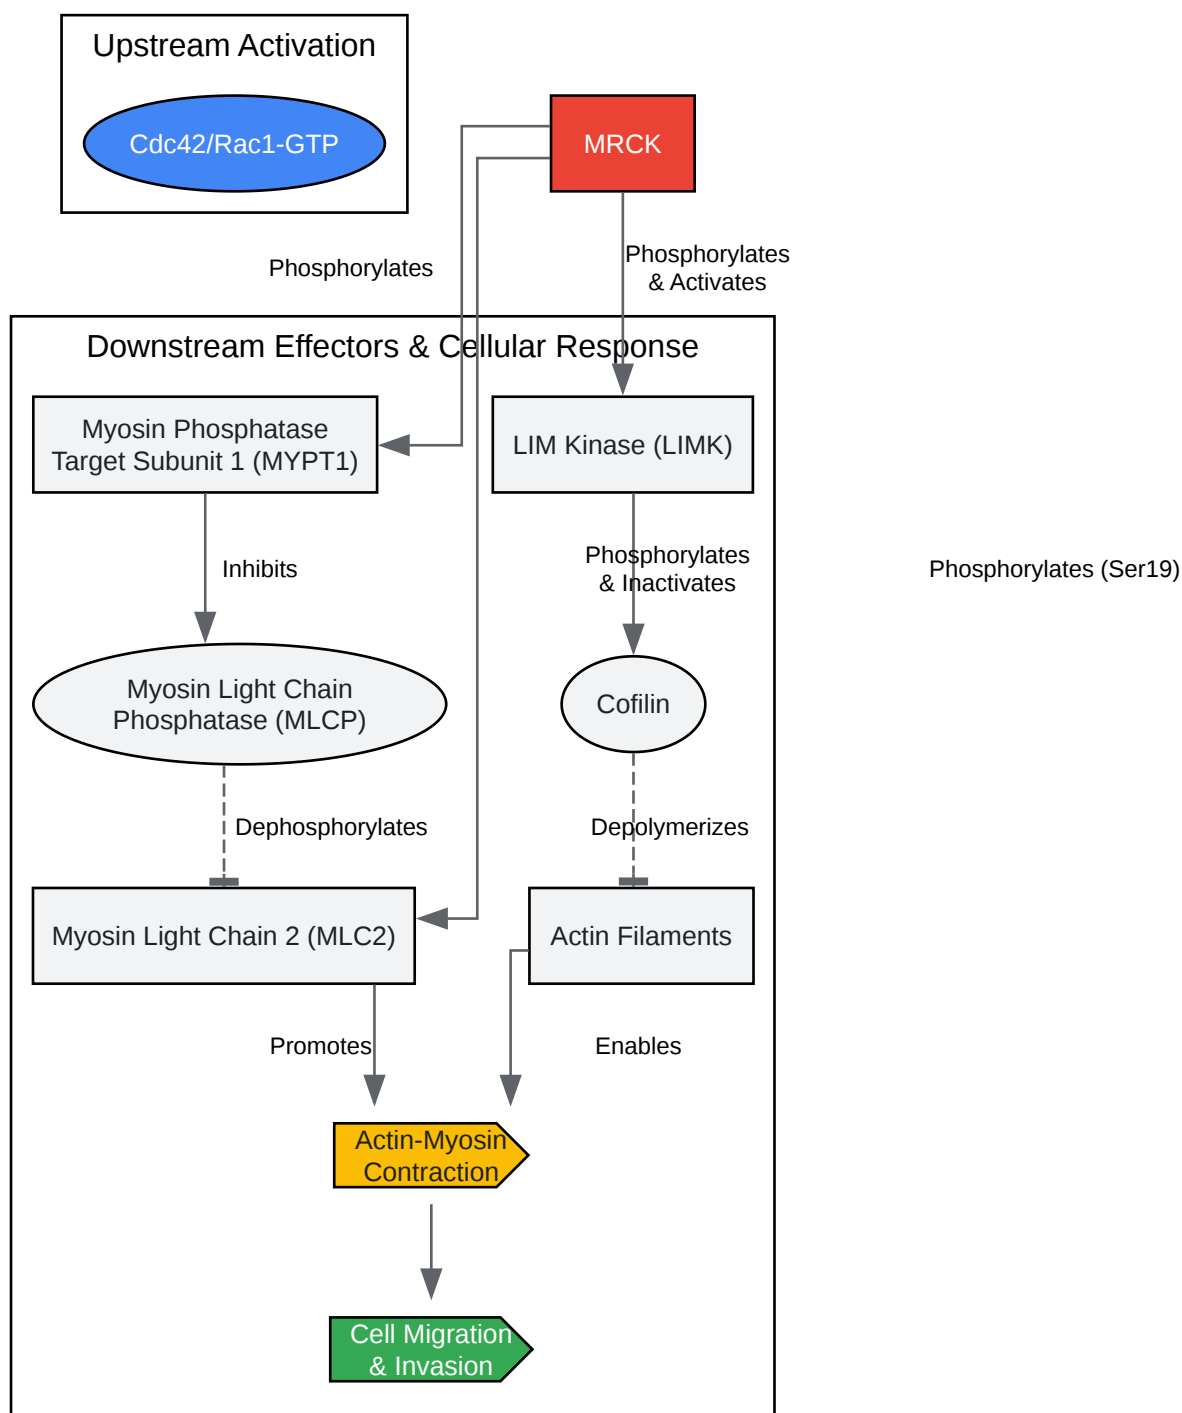 Upstream Activation
Cdc42/Rac1-GTP
MRCK
Phosphorylates
Phosphorylates
& Activates
Downstream Effectors & Cellular Response
Myosin Phosphatase
Target Subunit 1 (MYPT1)
LIM Kinase (LIMK)
Inhibits
Phosphorylates
& Inactivates
Phosphorylates (Ser19)
Myosin Light Chain
Phosphatase (MLCP)
Cofilin
Dephosphorylates
Depolymerizes
Myosin Light Chain 2 (MLC2)
Actin Filaments
Promotes
Enables
Actin-Myosin
Contraction
Cell Migration
& Invasion